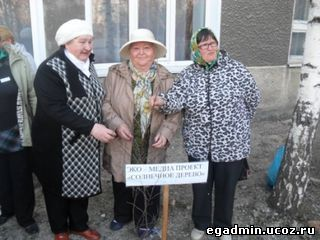 ЭКО - МЕДИА ПРОЕКТ
«СОЛНЕЧНОЕ ДЕРЕВО»
egadmin.ucoz.ru